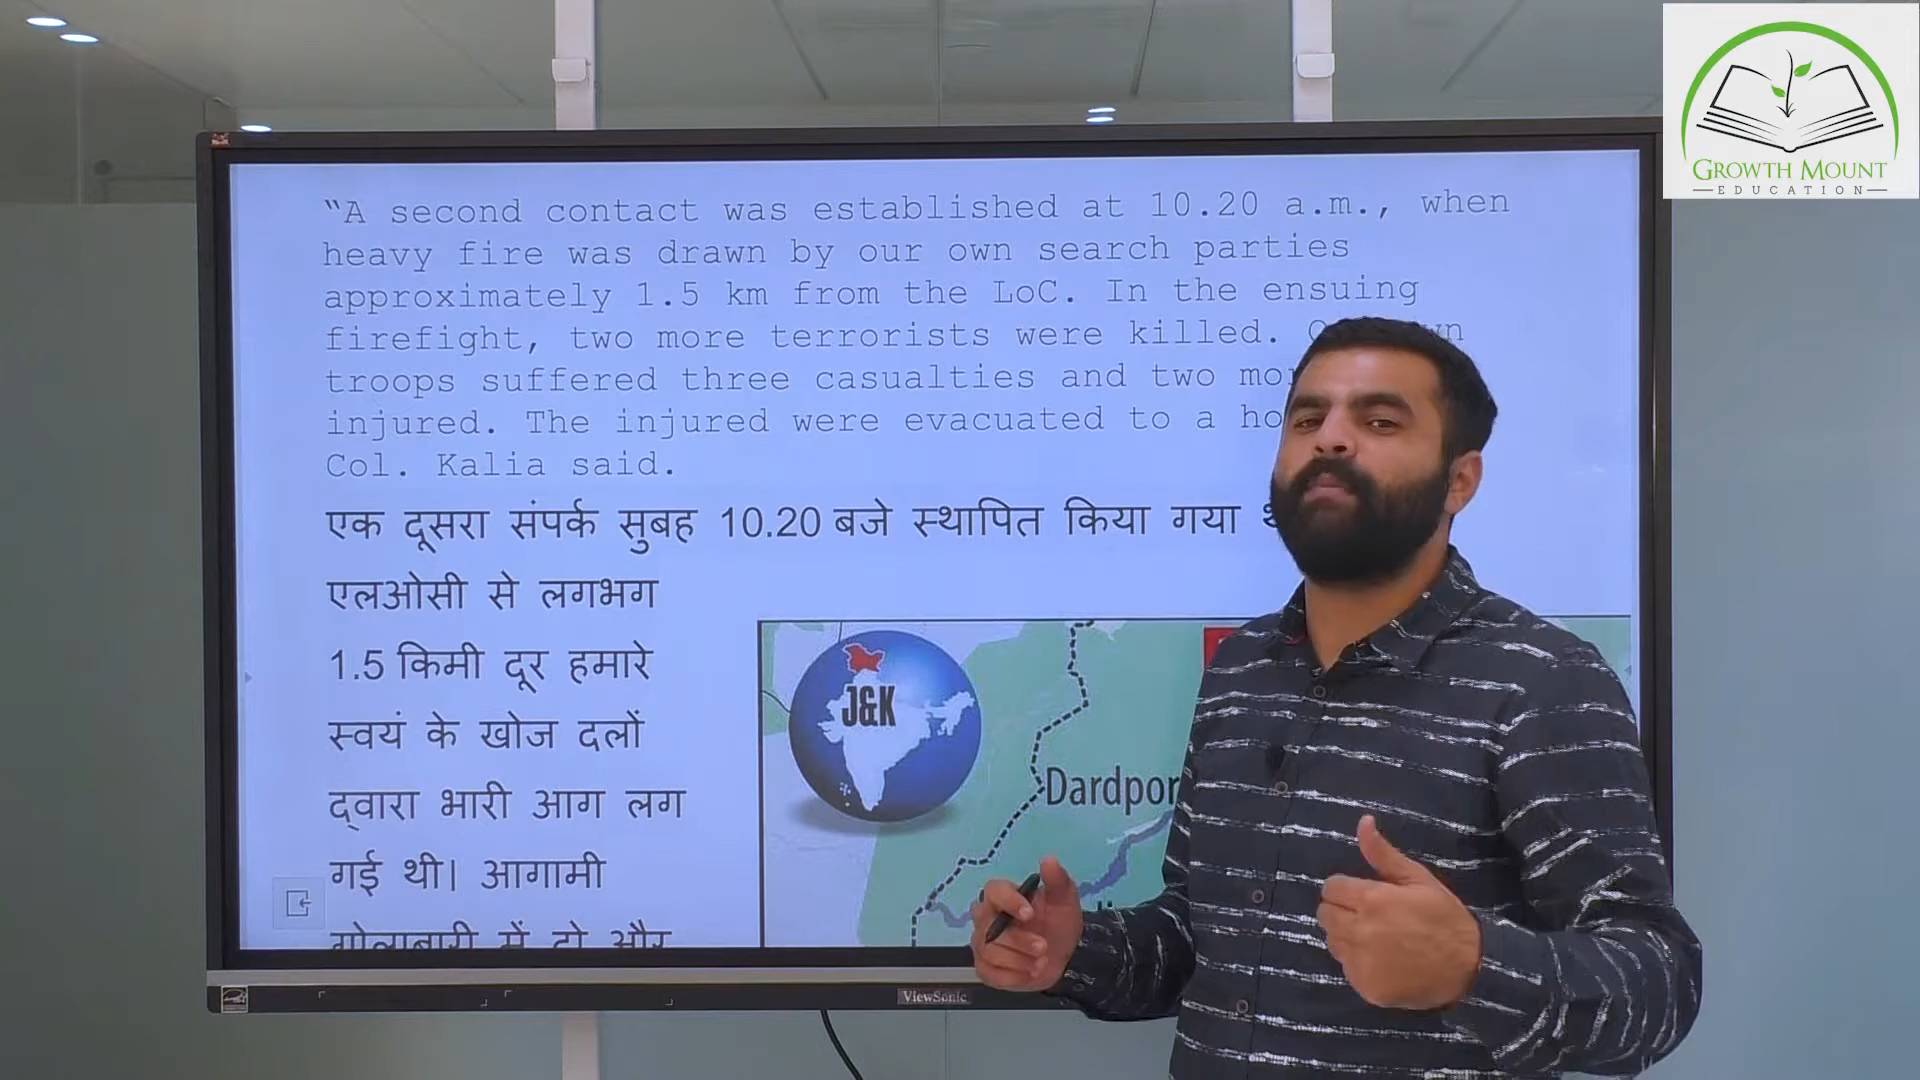 GROWTH MOUNT
EDUCATION
“A second contact was established at 10.20 a.m., when
heavy fire was drawn by our own search parties
approximately 1.5 km from the LoC. In the ensuing
firefight, two more terrorists were killed.
troops suffered three casualties and two
injured. The injured were evacuated to a
Col. Kalia said.
एक दूसरा संपर्क सुबह 10.20 बजे स्थापित किया गया
एलओसी से लगभग
1.5 किमी दूर हमारे
स्वयं के खोज दलों
द्वारा भारी आग लग
गई थी। आगामी
गोलाबारी में दो और
J&K
Dardpor
ViewSonic